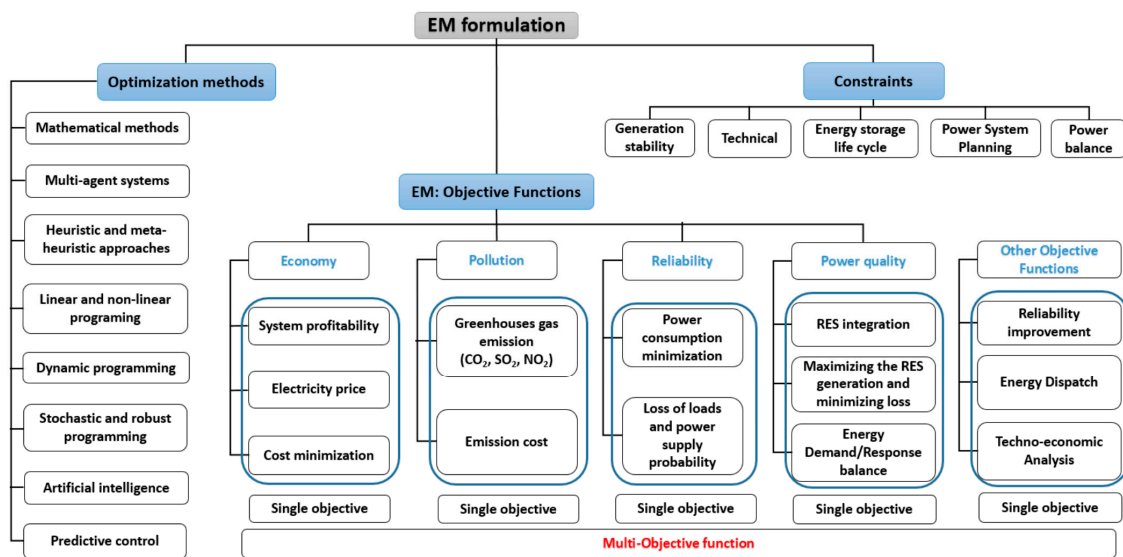 EM formulation
Optimization methods
Mathematical methods
Multi-agent systems
Heuristic and meta-
heuristic approaches
Linear and non-linear
programing
Dynamic programming
Stochastic and robust
programming
Artificial intelligence
Predictive control
Constraints
Generation
stability
Technical
Energy storage
life cycle
Power System
Planning
Power
balance
EM: Objective Functions
Economy
System profitability
Electricity price
Cost minimization
Single objective
Pollution
Greenhouses gas
emission
(CO₂, SO₂, NO₂)
Emission cost
Single objective
Reliability
Power
consumption
minimization
Loss of loads
and power
supply
probability
Single objective
Power quality
RES integration
Maximizing the RES
generation and
minimizing loss
Energy
Demand/Response
balance
Single objective
Other Objective
Functions
Reliability
improvement
Energy Dispatch
Techno-economic
Analysis
Single objective
Multi-Objective function